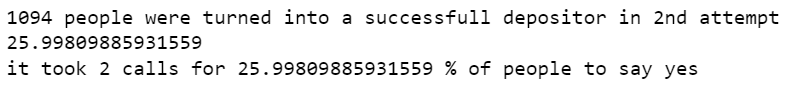 1094 people were turned into a successfull depositor in 2nd attempt
25.99809885931559
it took 2 calls for 25.99809885931559 % of people to say yes